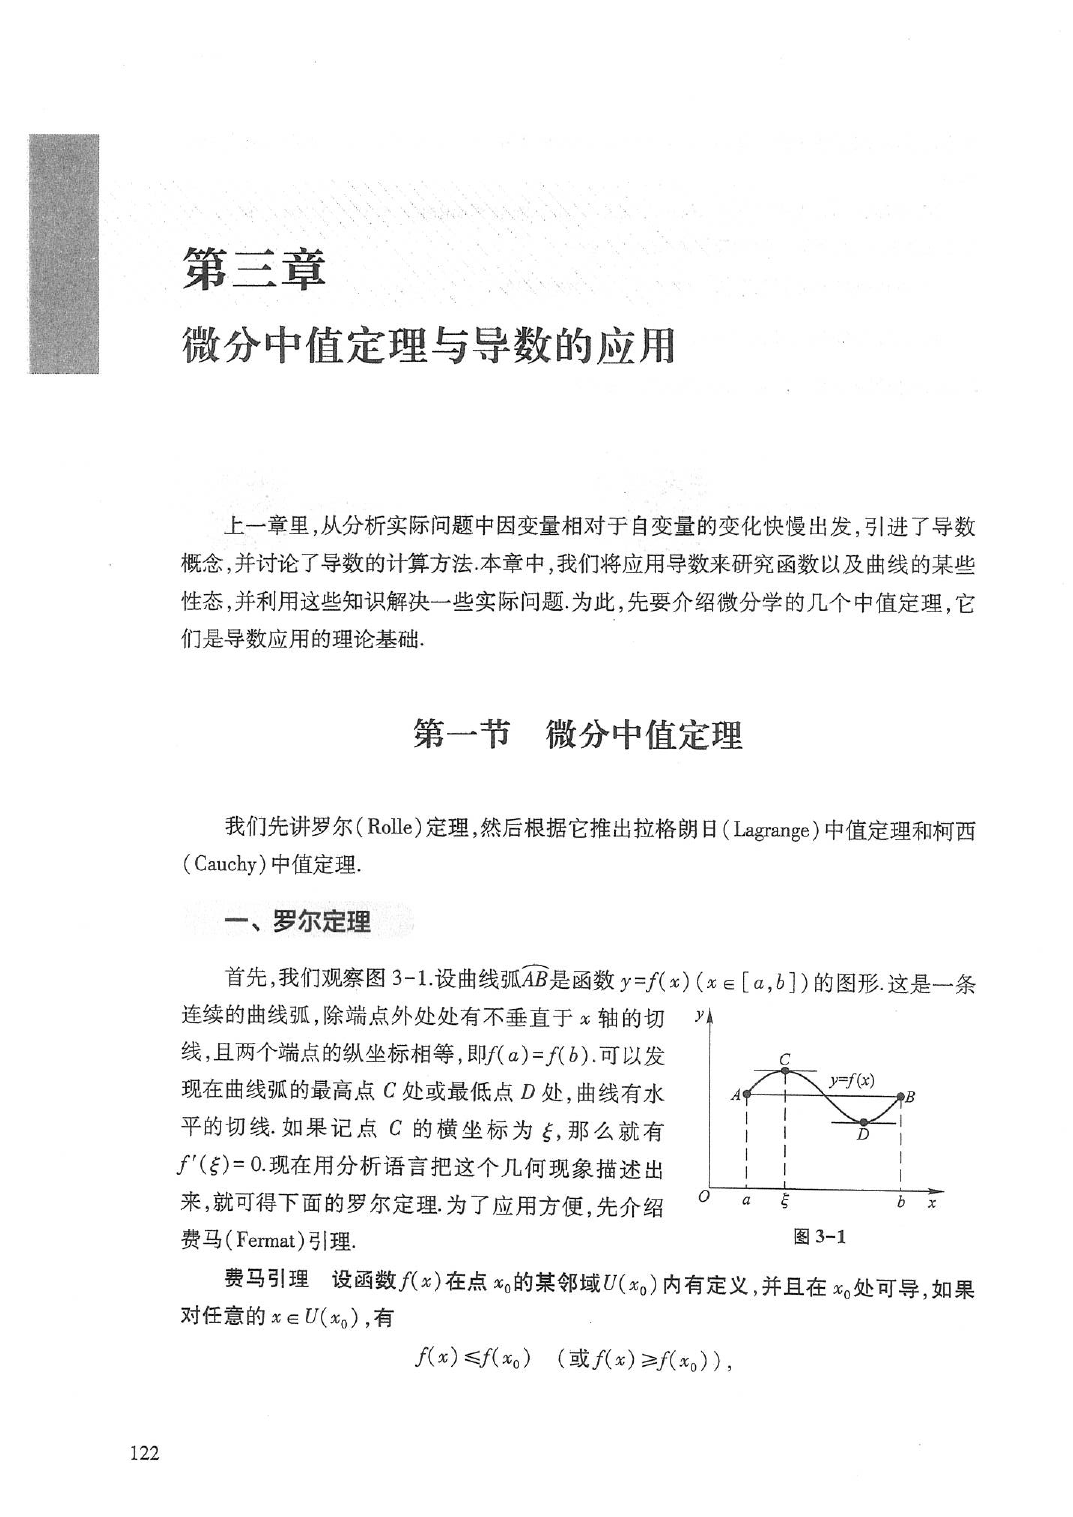 第三章
微分中值定理与导数的应用
上一章里,从分析实际问题中因变量相对于自变量的变化快慢出发,引进了导数
概念,并讨论了导数的计算方法.本章中,我们将应用导数来研究函数以及曲线的某些
性态,并利用这些知识解决一些实际问题.为此,先要介绍微分学的几个中值定理,它
们是导数应用的理论基础.
第一节 微分中值定理
我们先讲罗尔(Rolle)定理,然后根据它推出拉格朗日(Lagrange)中值定理和柯西
(Cauchy)中值定理.
一、罗尔定理
首先,我们观察图 3-1.设曲线弧AB是函数 y=f(x)(x∈[a,b])的图形.这是一条
连续的曲线弧,除端点外处处有不垂直于 x 轴的切
线,且两个端点的纵坐标相等,即f(a)=f(b).可以发
现在曲线弧的最高点 C 处或最低点 D 处,曲线有水
平的切线.如果记点 C 的横坐标为 ξ,那么就有
f'(ξ)=0.现在用分析语言把这个几何现象描述出
来,就可得下面的罗尔定理.为了应用方便,先介绍
费马(Fermat)引理.
y
C
y=f(x)
A
B
D
O a ξ b x
图 3-1
费马引理 设函数 f(x)在点 x₀的某邻域U(x₀)内有定义,并且在 x₀处可导,如果
对任意的 x∈U(x₀),有
f(x)≤f(x₀) (或 f(x)≥f(x₀)),
122